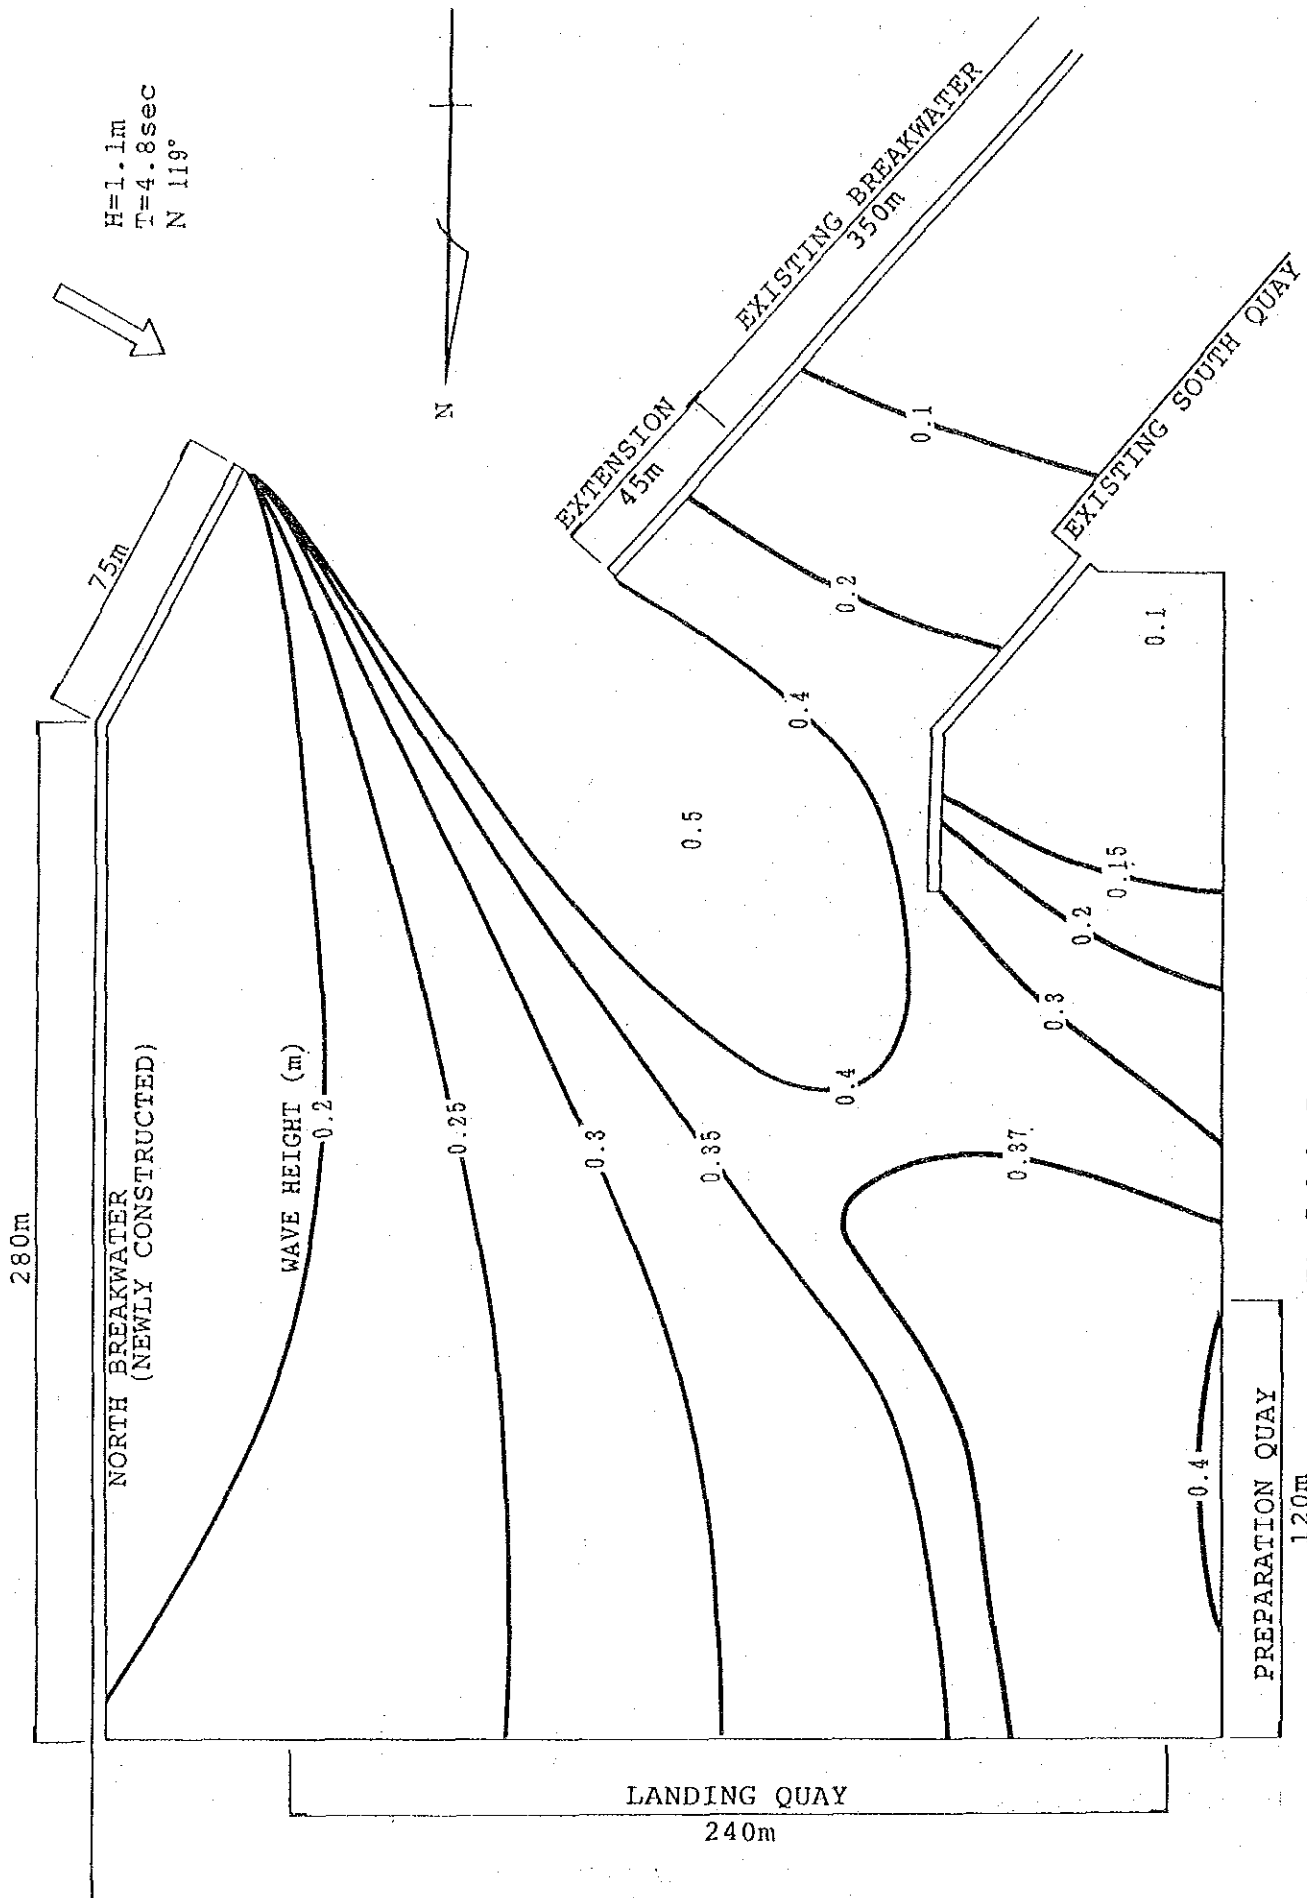 H=1.1m
T=4.8sec
N 119°
N
75m
280m
NORTH BREAKWATER
(NEWLY CONSTRUCTED)
WAVE HEIGHT (m)
EXTENSION
45m
EXISTING BREAKWATER
350m
EXISTING SOUTH QUAY
0.1
0.2
0.4
0.5
0.1
0.15
0.2
0.3
0.2
0.25
0.3
0.35
0.4
0.37
0.4
PREPARATION QUAY
120m
LANDING QUAY
240m